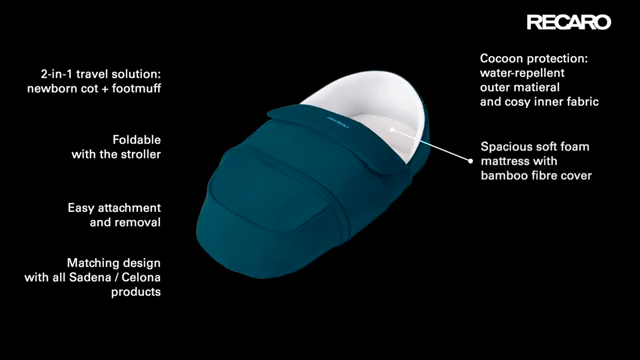 RECARO
2-in-1 travel solution:
newborn cot + footmuff
Foldable
with the stroller
Easy attachment
and removal
Matching design
with all Sadena / Celona
products
Cocoon protection:
water-repellent
outer matieral
and cosy inner fabric
Spacious soft foam
mattress with
bamboo fibre cover